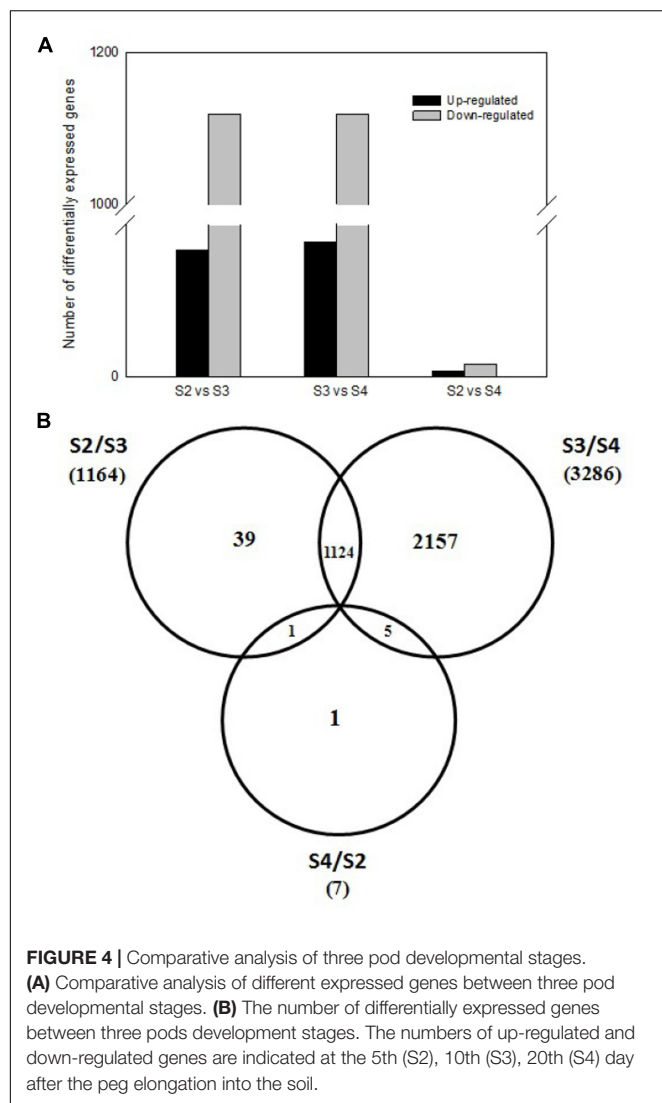 A
1200
1000
0
Number of differentially expressed genes
Up-regulated
Down-regulated
S2 vs S3
S3 vs S4
S2 vs S4
B
S2/S3
(1164)
S3/S4
(3286)
39
1124
2157
1
5
1
S4/S2
(7)
FIGURE 4 | Comparative analysis of three pod developmental stages.
(A) Comparative analysis of different expressed genes between three pod
developmental stages. (B) The number of differentially expressed genes
between three pods development stages. The numbers of up-regulated and
down-regulated genes are indicated at the 5th (S2), 10th (S3), 20th (S4) day
after the peg elongation into the soil.